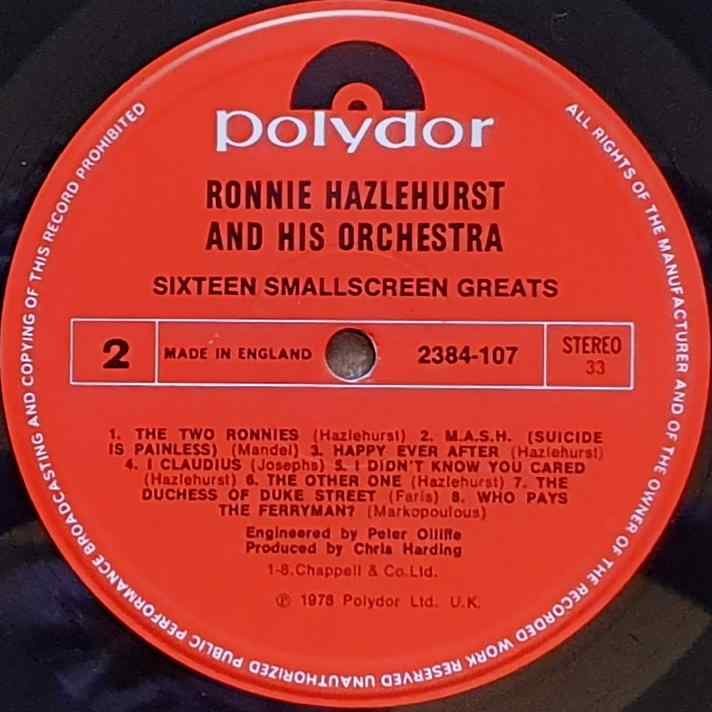 polydor
RONNIE HAZLEHURST
AND HIS ORCHESTRA
SIXTEEN SMALLSCREEN GREATS
2
MADE IN ENGLAND
2384-107
STEREO
33
1. THE TWO RONNIES (Hazlehurst) 2. M.A.S.H. (SUICIDE
IS PAINLESS) (Mandel) 3. HAPPY EVER AFTER (Hazlehurst)
4. I CLAUDIUS (Josephs) 5. I DIDN'T KNOW YOU CARED
(Hazlehurst) 6. THE OTHER ONE (Hazlehurst) 7. THE
DUCHESS OF DUKE STREET (Faris) 8. WHO PAYS
THE FERRYMAN? (Markopoulous)
Engineered by Peter Olliffe
Produced by Chris Harding
1-8.Chappell & Co.Ltd.
℗ 1978 Polydor Ltd. U.K.
ALL RIGHTS OF THE MANUFACTURER AND OF THE OWNER OF THE RECORDED WORK RESERVED UNAUTHORIZED PUBLIC PERFORMANCE BROADCASTING AND COPYING OF THIS RECORD PROHIBITED